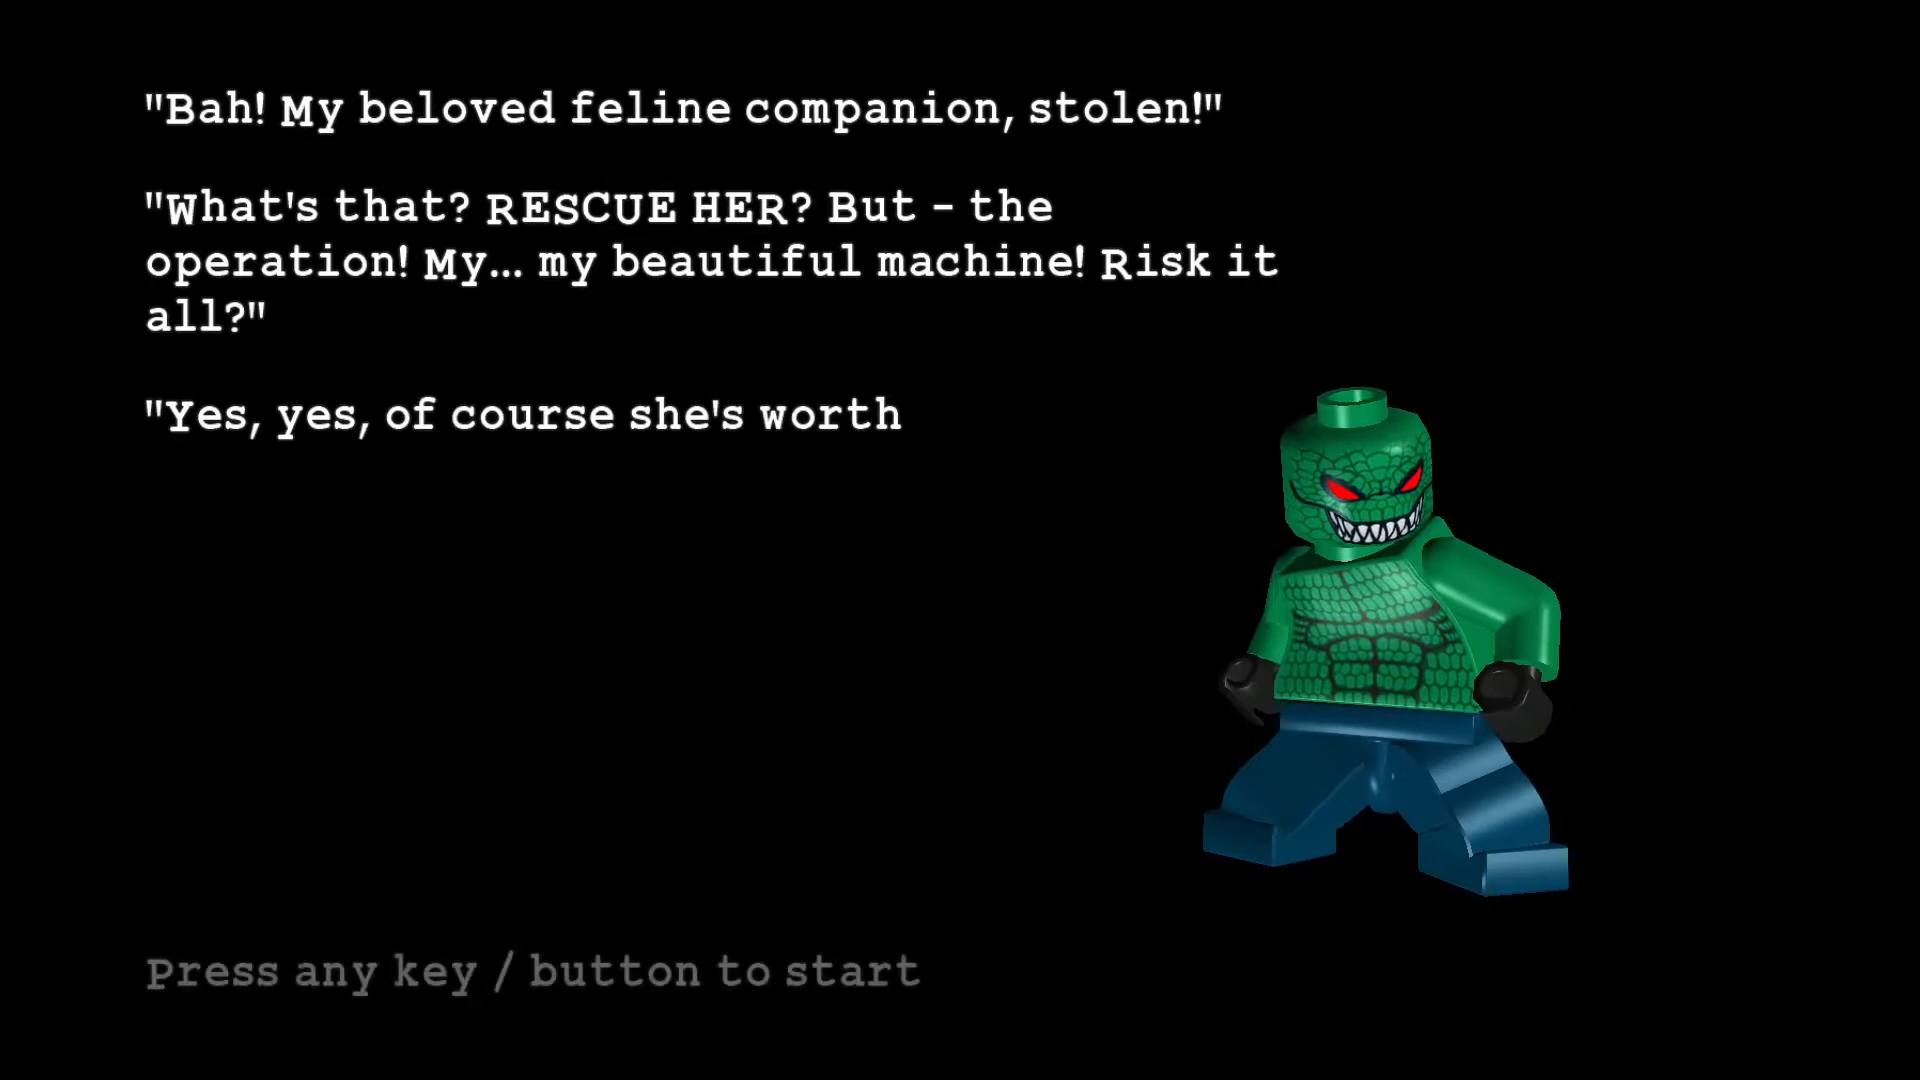 "Bah! My beloved feline companion, stolen!"
"What's that? RESCUE HER? But - the
operation! My... my beautiful machine! Risk it
all?"
"Yes, yes, of course she's worth
Press any key / button to start